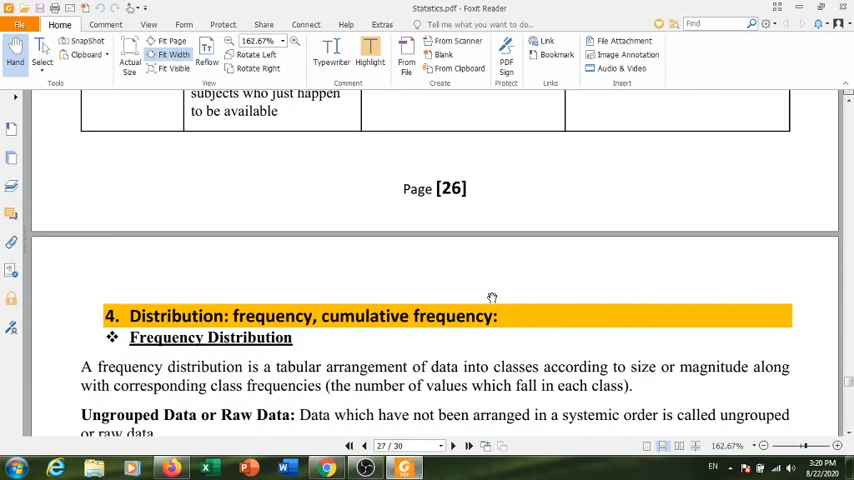 Statistics.pdf - Foxit Reader
File Home Comment View Form Protect Share Connect Help Extras Tell me what you want to do... Find
Hand
Select
SnapShot
Clipboard
Actual Size
Fit Page
Fit Width
Fit Visible
Reflow
162.67%
Rotate Left
Rotate Right
Typewriter
Highlight
From File
From Scanner
Blank
From Clipboard
PDF Sign
Link
Bookmark
File Attachment
Image Annotation
Audio & Video
Tools View Comment Create Protect Insert
subjects who just happen
to be available
Page [26]
4. Distribution: frequency, cumulative frequency:
❖ Frequency Distribution
A frequency distribution is a tabular arrangement of data into classes according to size or magnitude along
with corresponding class frequencies (the number of values which fall in each class).
Ungrouped Data or Raw Data: Data which have not been arranged in a systemic order is called ungrouped
or raw data
27 / 30
162.67%
EN
3:20 PM
8/22/2020